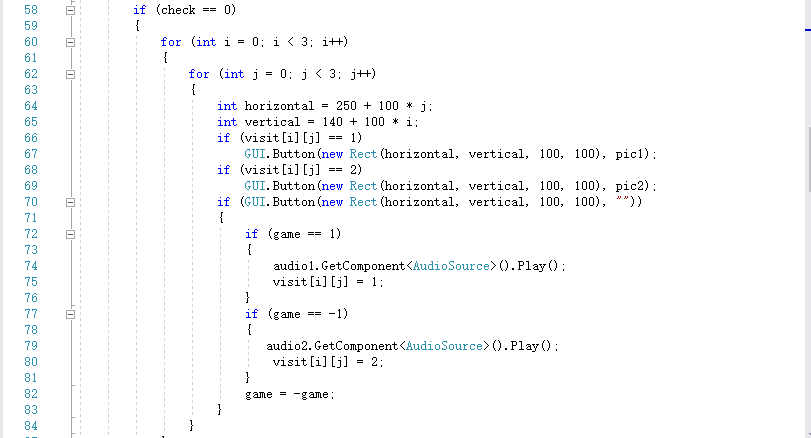 58 if (check == 0)
59 {
60 for (int i = 0; i < 3; i++)
61 {
62 for (int j = 0; j < 3; j++)
63 {
64 int horizontal = 250 + 100 * j;
65 int vertical = 140 + 100 * i;
66 if (visit[i][j] == 1)
67 GUI.Button(new Rect(horizontal, vertical, 100, 100), pic1);
68 if (visit[i][j] == 2)
69 GUI.Button(new Rect(horizontal, vertical, 100, 100), pic2);
70 if (GUI.Button(new Rect(horizontal, vertical, 100, 100), ""))
71 {
72 if (game == 1)
73 {
74 audio1.GetComponent<AudioSource>().Play();
75 visit[i][j] = 1;
76 }
77 if (game == -1)
78 {
79 audio2.GetComponent<AudioSource>().Play();
80 visit[i][j] = 2;
81 }
82 game = -game;
83 }
84 }